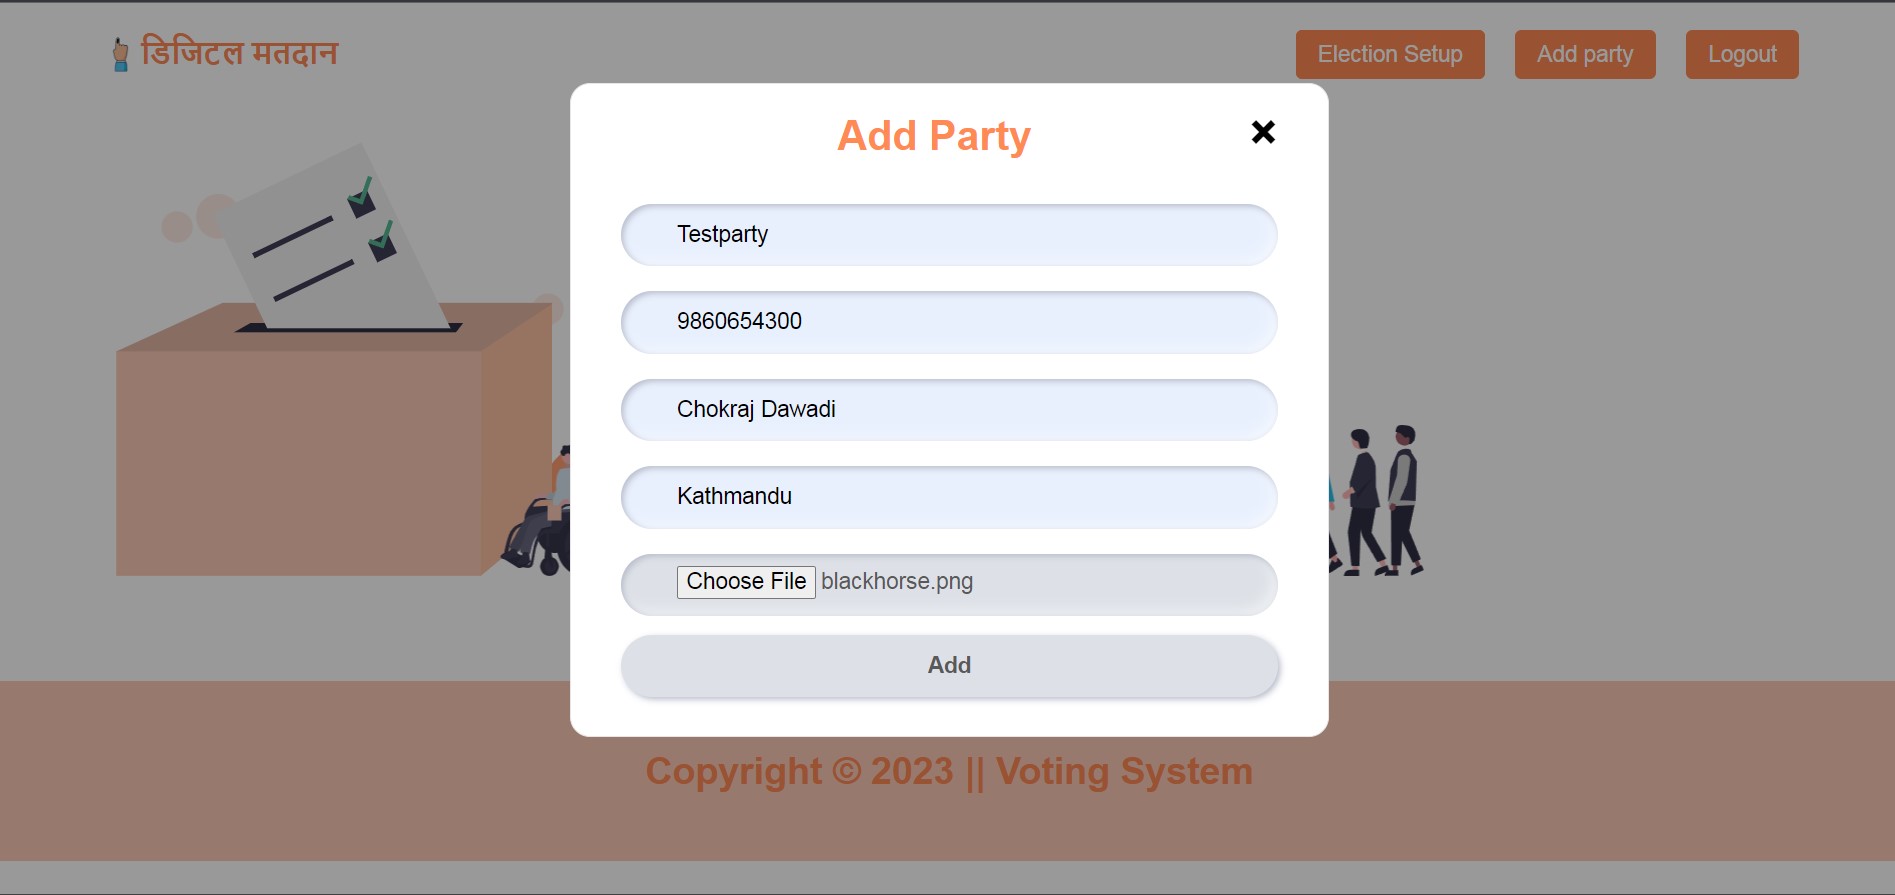 डिजिटल मतदान
Election Setup
Add party
Logout
Add Party
Testparty
9860654300
Chokraj Dawadi
Kathmandu
Choose File blackhorse.png
Add
Copyright © 2023 || Voting System